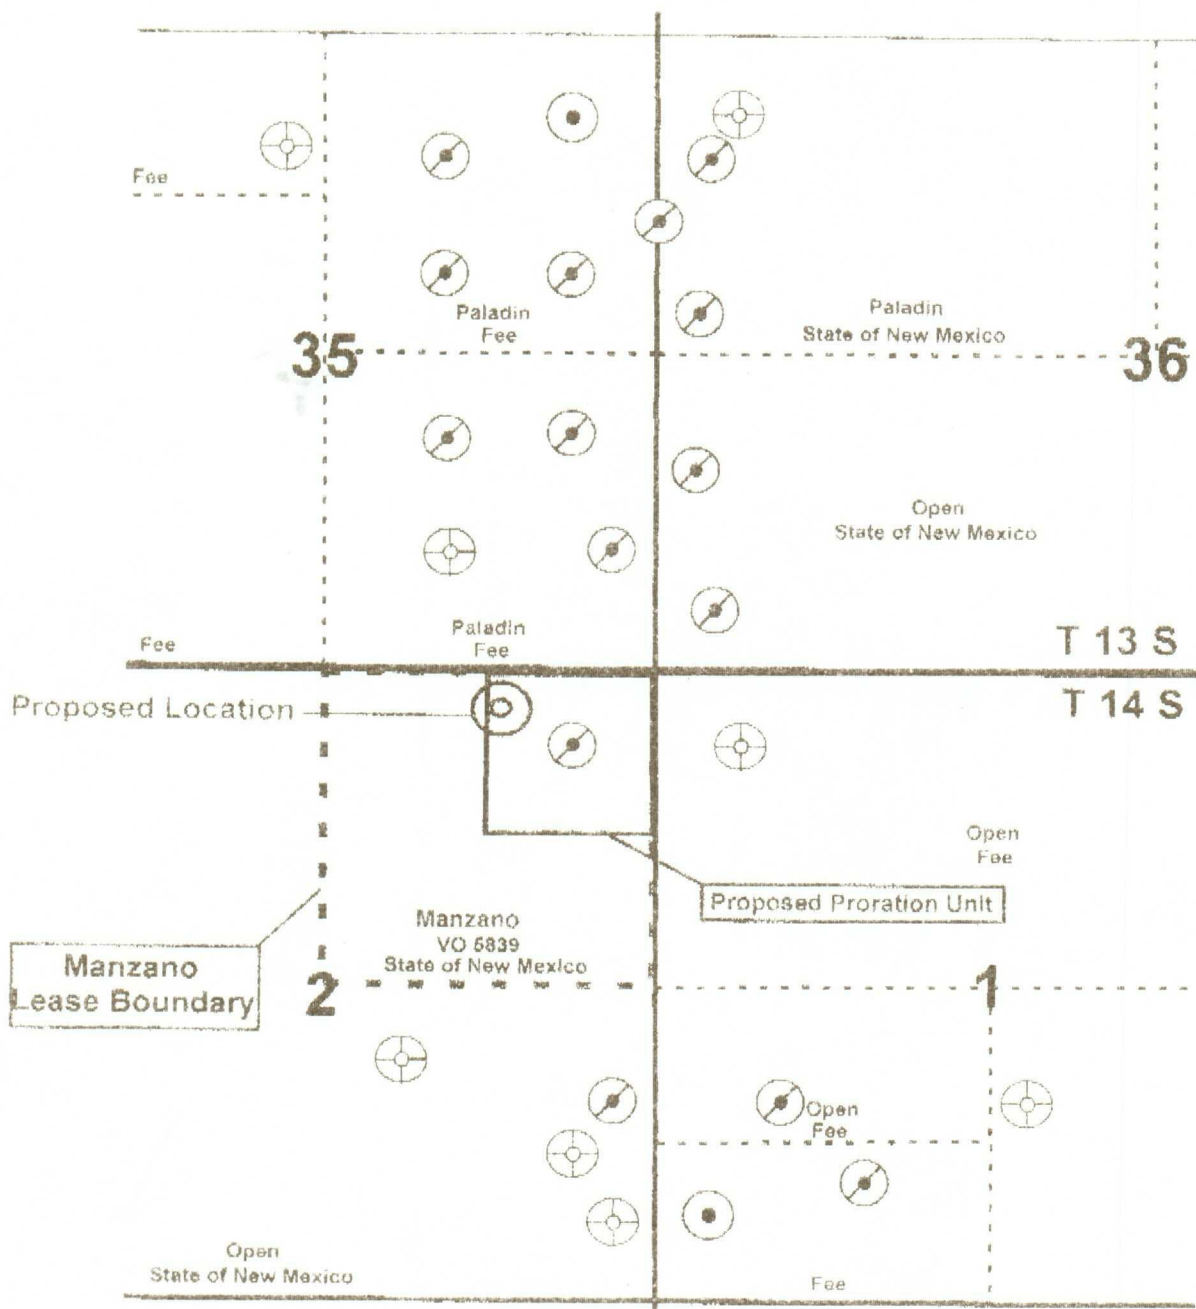 Fee
Paladin
Fee
Paladin
State of New Mexico
35
36
Open
State of New Mexico
Fee
Paladin
Fee
T 13 S
Proposed Location
T 14 S
Open
Fee
Proposed Proration Unit
Manzano
VO 5839
State of New Mexico
Manzano
Lease Boundary
2
1
Open
Fee
Open
State of New Mexico
Fee